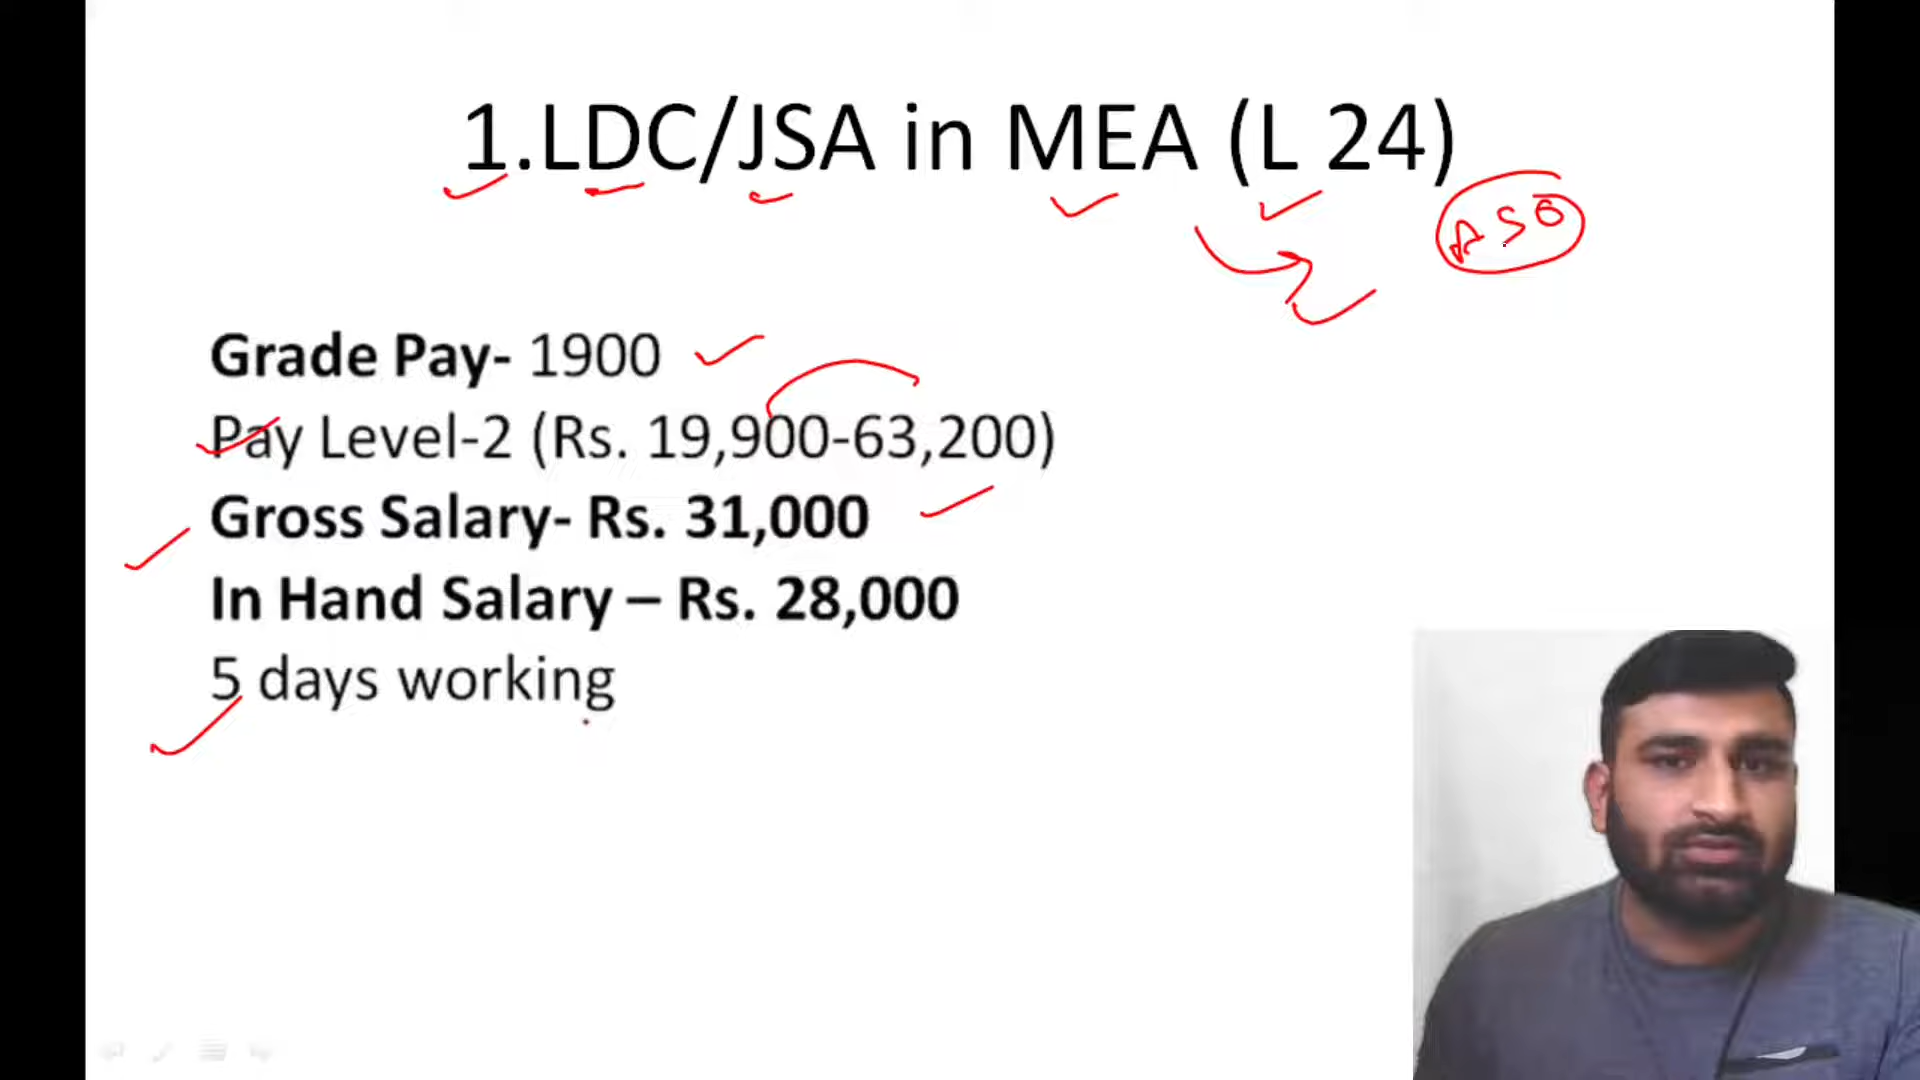 1.LDC/JSA in MEA (L 24)
ASO
Grade Pay- 1900
Pay Level-2 (Rs. 19,900-63,200)
Gross Salary- Rs. 31,000
In Hand Salary – Rs. 28,000
5 days working